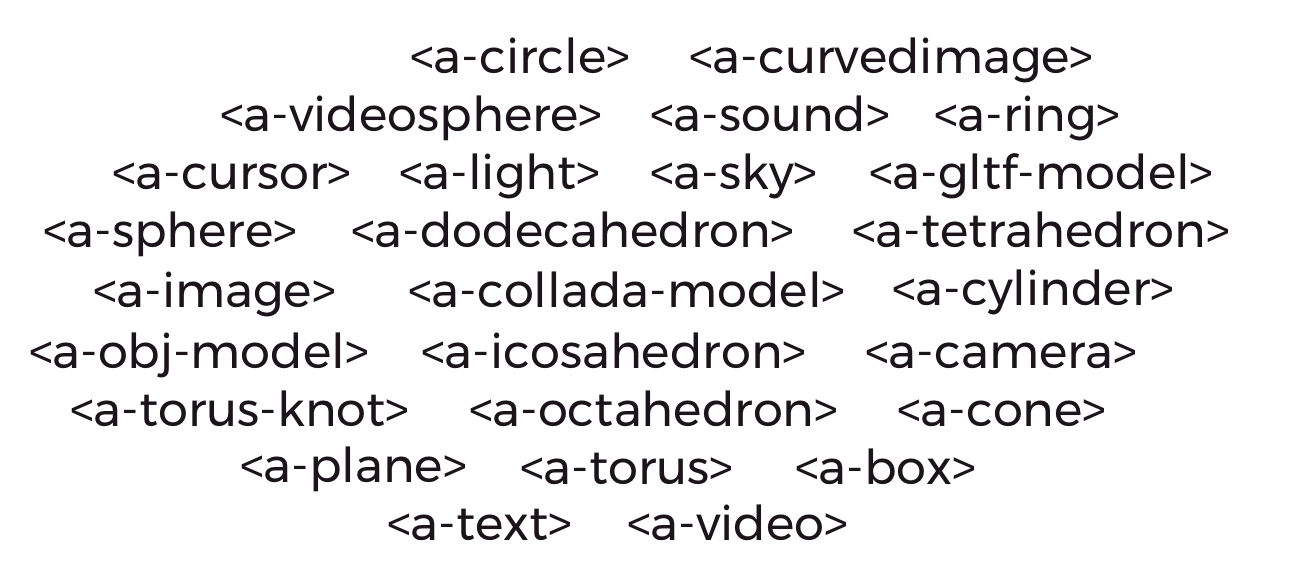 <a-circle> <a-curvedimage>
<a-videosphere> <a-sound> <a-ring>
<a-cursor> <a-light> <a-sky> <a-gltf-model>
<a-sphere> <a-dodecahedron> <a-tetrahedron>
<a-image> <a-collada-model> <a-cylinder>
<a-obj-model> <a-icosahedron> <a-camera>
<a-torus-knot> <a-octahedron> <a-cone>
<a-plane> <a-torus> <a-box>
<a-text> <a-video>